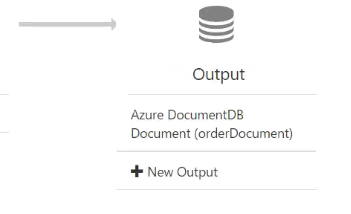 Output
Azure DocumentDB
Document (orderDocument)
New Output